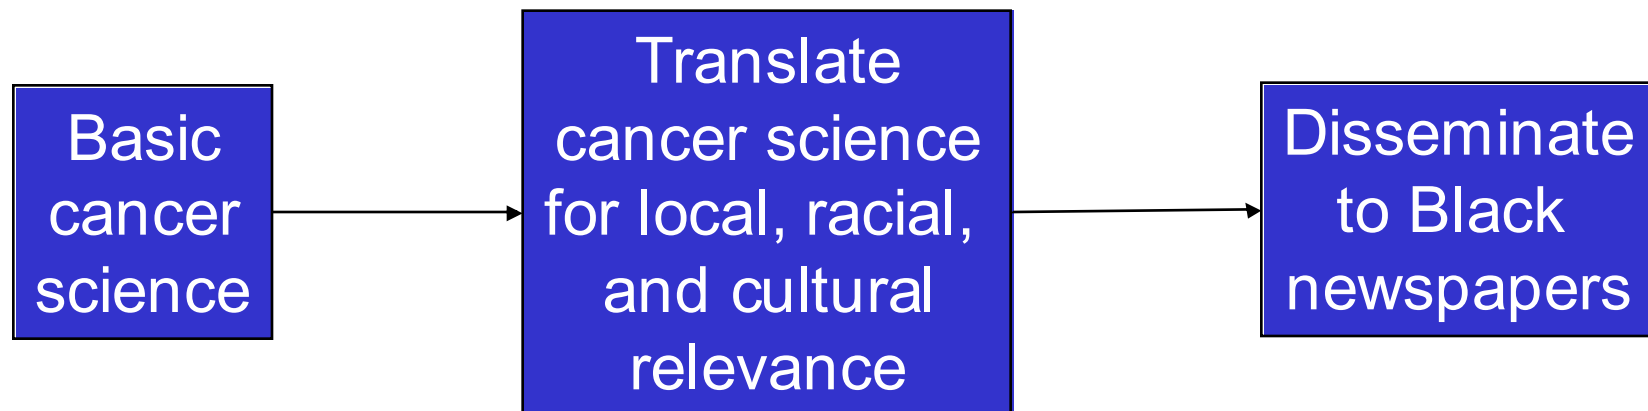 Basic
cancer
science
Translate
cancer science
for local, racial,
and cultural
relevance
Disseminate
to Black
newspapers